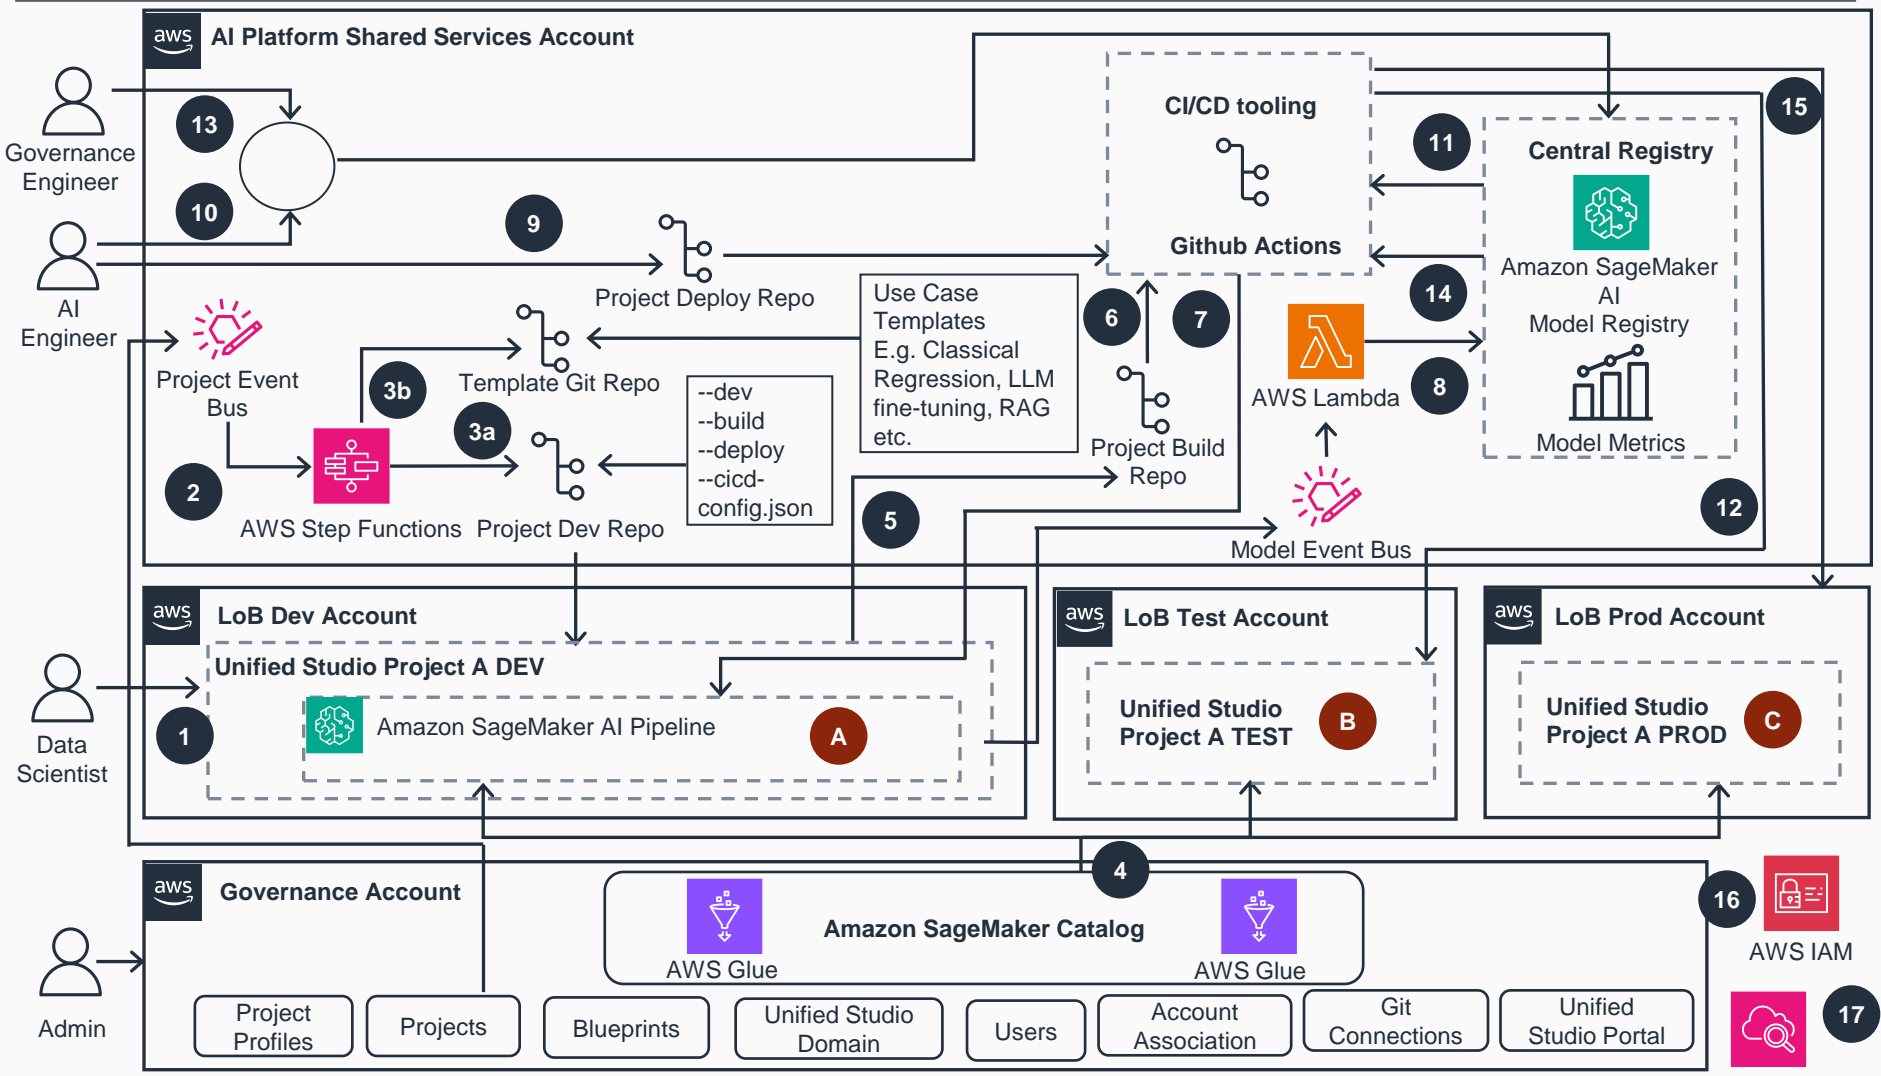 aws
AI Platform Shared Services Account
Governance
Engineer
13
10
AI
Engineer
9
Project Deploy Repo
CI/CD tooling
Github Actions
15
11
Central Registry
Amazon SageMaker
AI
Model Registry
Model Metrics
14
8
12
Project Event
Bus
2
3b
Template Git Repo
3a
AWS Step Functions
Project Dev Repo
--dev
--build
--deploy
--cicd-
config.json
Use Case
Templates
E.g. Classical
Regression, LLM
fine-tuning, RAG
etc.
6
7
Project Build
Repo
5
AWS Lambda
Model Event Bus
aws
LoB Dev Account
Unified Studio Project A DEV
Amazon SageMaker AI Pipeline
A
Data
Scientist
1
aws
LoB Test Account
Unified Studio
Project A TEST
B
aws
LoB Prod Account
Unified Studio
Project A PROD
C
aws
Governance Account
4
AWS Glue
Amazon SageMaker Catalog
AWS Glue
16
AWS IAM
17
Admin
Project
Profiles
Projects
Blueprints
Unified Studio
Domain
Users
Account
Association
Git
Connections
Unified
Studio Portal